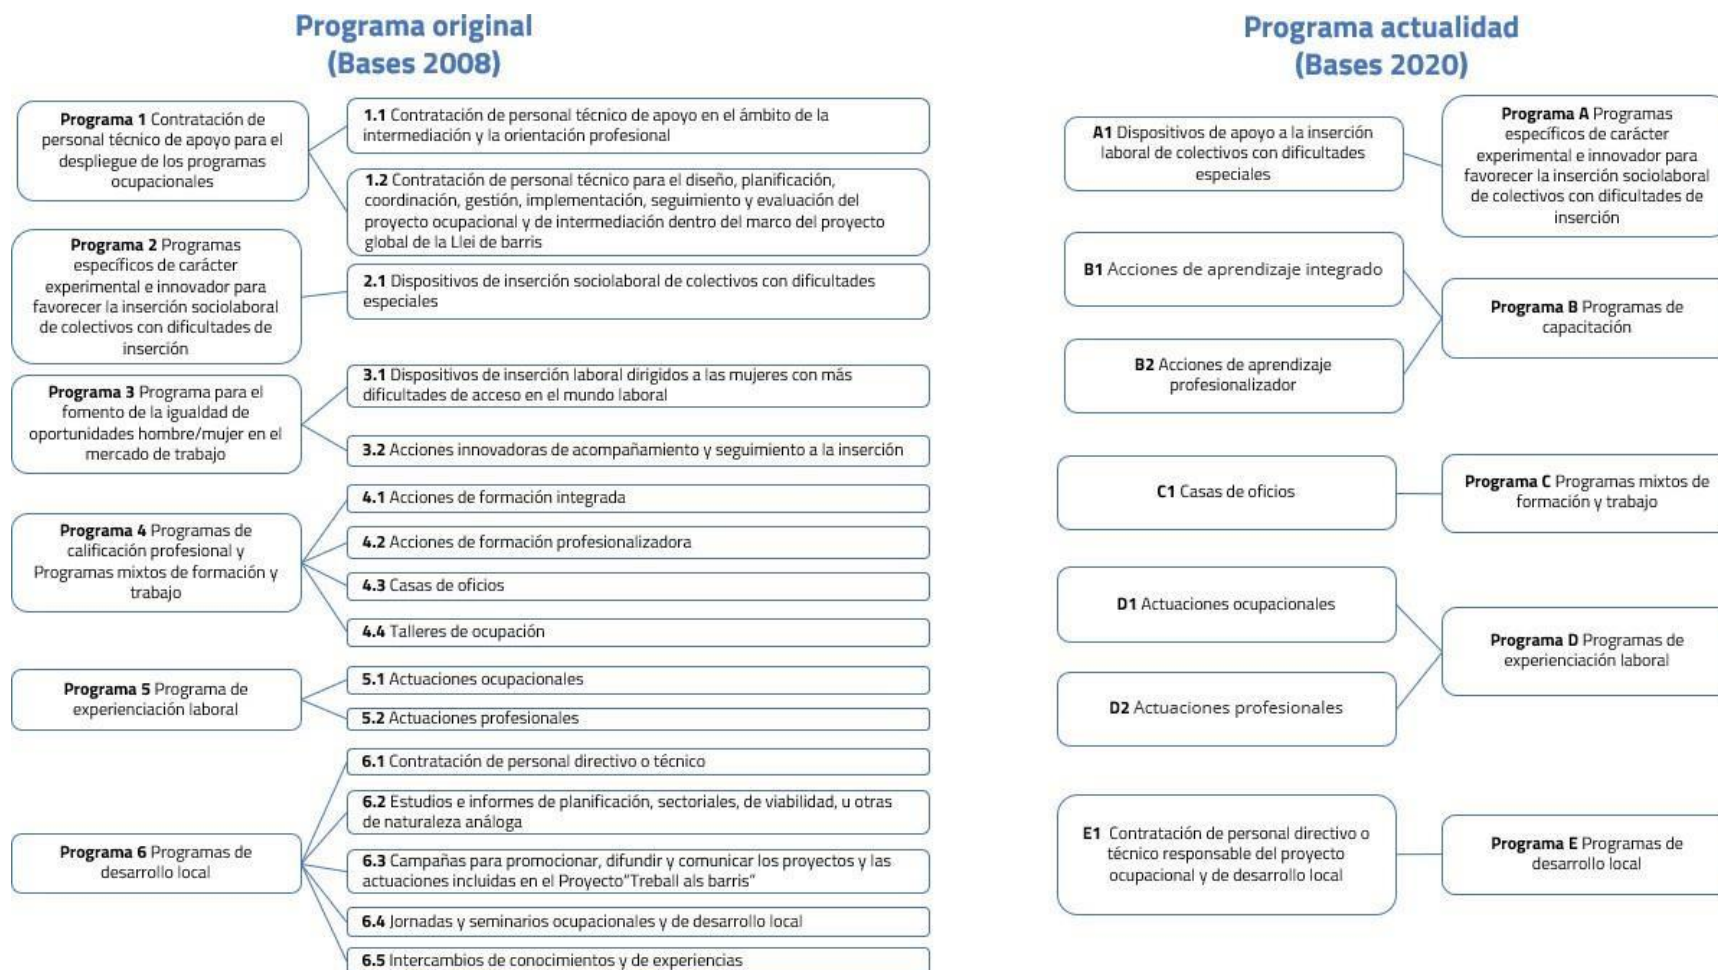 Programa original
(Bases 2008)
Programa 1 Contratación de
personal técnico de apoyo para el
despliegue de los programas
ocupacionales
1.1 Contratación de personal técnico de apoyo en el ámbito de la
intermediación y la orientación profesional
1.2 Contratación de personal técnico para el diseño, planificación,
coordinación, gestión, implementación, seguimiento y evaluación del
proyecto ocupacional y de intermediación dentro del marco del proyecto
global de la Llei de barris
Programa 2 Programas
específicos de carácter
experimental e innovador para
favorecer la inserción sociolaboral
de colectivos con dificultades de
inserción
2.1 Dispositivos de inserción sociolaboral de colectivos con dificultades
especiales
Programa 3 Programa para el
fomento de la igualdad de
oportunidades hombre/mujer en el
mercado de trabajo
3.1 Dispositivos de inserción laboral dirigidos a las mujeres con más
dificultades de acceso en el mundo laboral
3.2 Acciones innovadoras de acompañamiento y seguimiento a la inserción
Programa 4 Programas de
calificación profesional y
Programas mixtos de formación y
trabajo
4.1 Acciones de formación integrada
4.2 Acciones de formación profesionalizadora
4.3 Casas de oficios
4.4 Talleres de ocupación
Programa 5 Programa de
experienciación laboral
5.1 Actuaciones ocupacionales
5.2 Actuaciones profesionales
Programa 6 Programas de
desarrollo local
6.1 Contratación de personal directivo o técnico
6.2 Estudios e informes de planificación, sectoriales, de viabilidad, u otras
de naturaleza análoga
6.3 Campañas para promocionar, difundir y comunicar los proyectos y las
actuaciones incluidas en el Proyecto"Treball als barris"
6.4 Jornadas y seminarios ocupacionales y de desarrollo local
6.5 Intercambios de conocimientos y de experiencias
Programa actualidad
(Bases 2020)
A1 Dispositivos de apoyo a la inserción
laboral de colectivos con dificultades
especiales
Programa A Programas
específicos de carácter
experimental e innovador para
favorecer la inserción sociolaboral
de colectivos con dificultades de
inserción
B1 Acciones de aprendizaje integrado
B2 Acciones de aprendizaje
profesionalizador
Programa B Programas de
capacitación
C1 Casas de oficios
Programa C Programas mixtos de
formación y trabajo
D1 Actuaciones ocupacionales
D2 Actuaciones profesionales
Programa D Programas de
experienciación laboral
E1 Contratación de personal directivo o
técnico responsable del proyecto
ocupacional y de desarrollo local
Programa E Programas de
desarrollo local